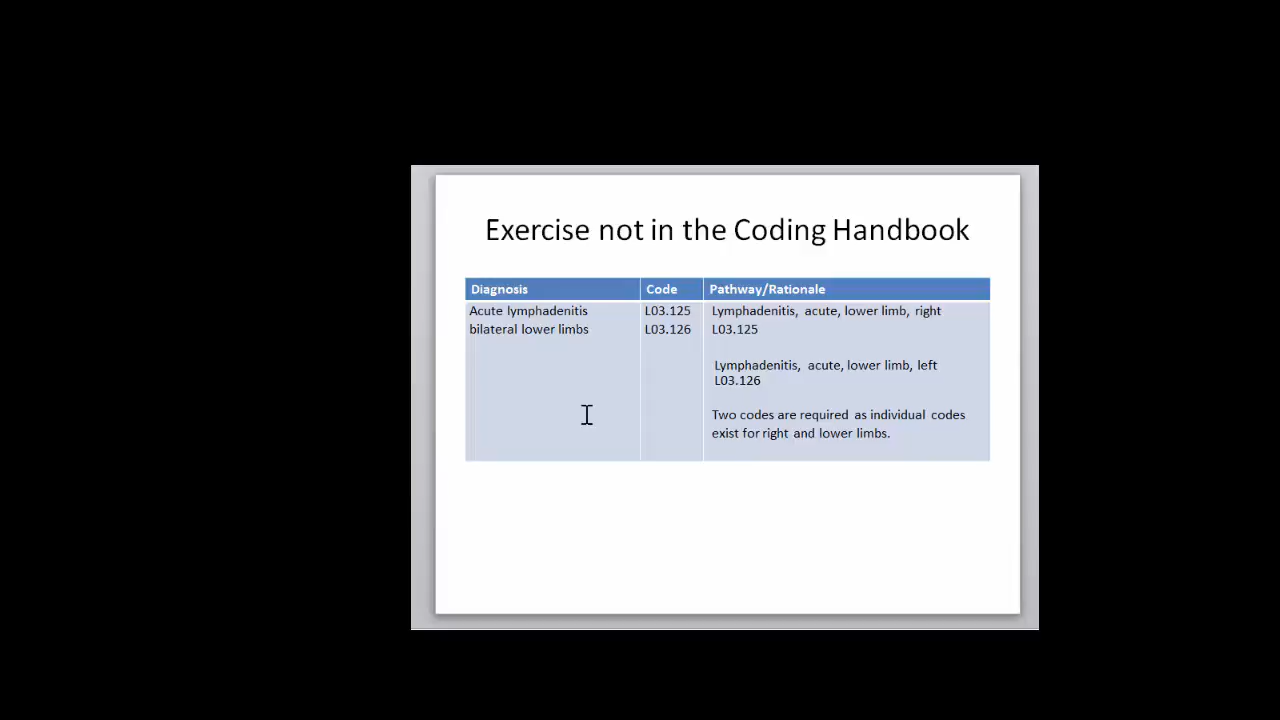 Exercise not in the Coding Handbook
Diagnosis Code Pathway/Rationale
Acute lymphadenitis L03.125 Lymphadenitis, acute, lower limb, right
bilateral lower limbs L03.126 L03.125
Lymphadenitis, acute, lower limb, left
L03.126
Two codes are required as individual codes
exist for right and lower limbs.